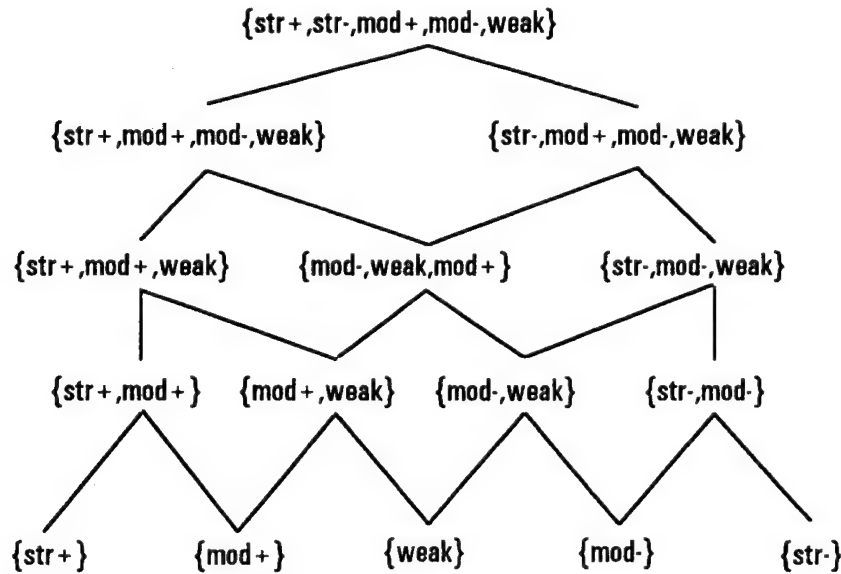 {str+,str-,mod+,mod-,weak}
{str+,mod+,mod-,weak} {str-,mod+,mod-,weak}
{str+,mod+,weak} {mod-,weak,mod+} {str-,mod-,weak}
{str+,mod+} {mod+,weak} {mod-,weak} {str-,mod-}
{str+} {mod+} {weak} {mod-} {str-}